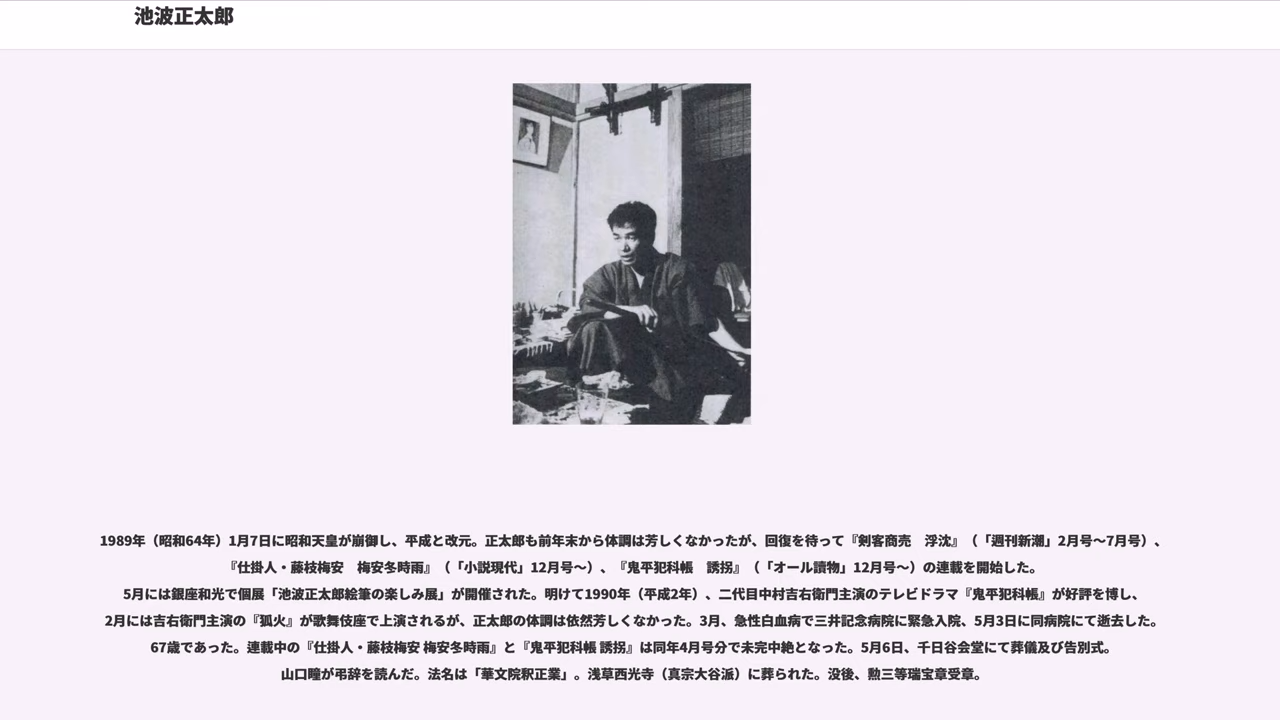 池波正太郎
1989年（昭和64年）1月7日に昭和天皇が崩御し、平成と改元。正太郎も前年末から体調は芳しくなかったが、回復を待って『剣客商売　浮沈』（「週刊新潮」2月号〜7月号）、
『仕掛人・藤枝梅安　梅安冬時雨』（「小説現代」12月号〜）、『鬼平犯科帳　誘拐』（「オール讀物」12月号〜）の連載を開始した。
5月には銀座和光で個展「池波正太郎絵筆の楽しみ展」が開催された。明けて1990年（平成2年）、二代目中村吉右衛門主演のテレビドラマ『鬼平犯科帳』が好評を博し、
2月には吉右衛門主演の『狐火』が歌舞伎座で上演されるが、正太郎の体調は依然芳しくなかった。3月、急性白血病で三井記念病院に緊急入院、5月3日に同病院にて逝去した。
67歳であった。連載中の『仕掛人・藤枝梅安 梅安冬時雨』と『鬼平犯科帳 誘拐』は同年4月号分で未完中絶となった。5月6日、千日谷会堂にて葬儀及び告別式。
山口瞳が弔辞を読んだ。法名は「華文院釈正業」。浅草西光寺（真宗大谷派）に葬られた。没後、勲三等瑞宝章受章。